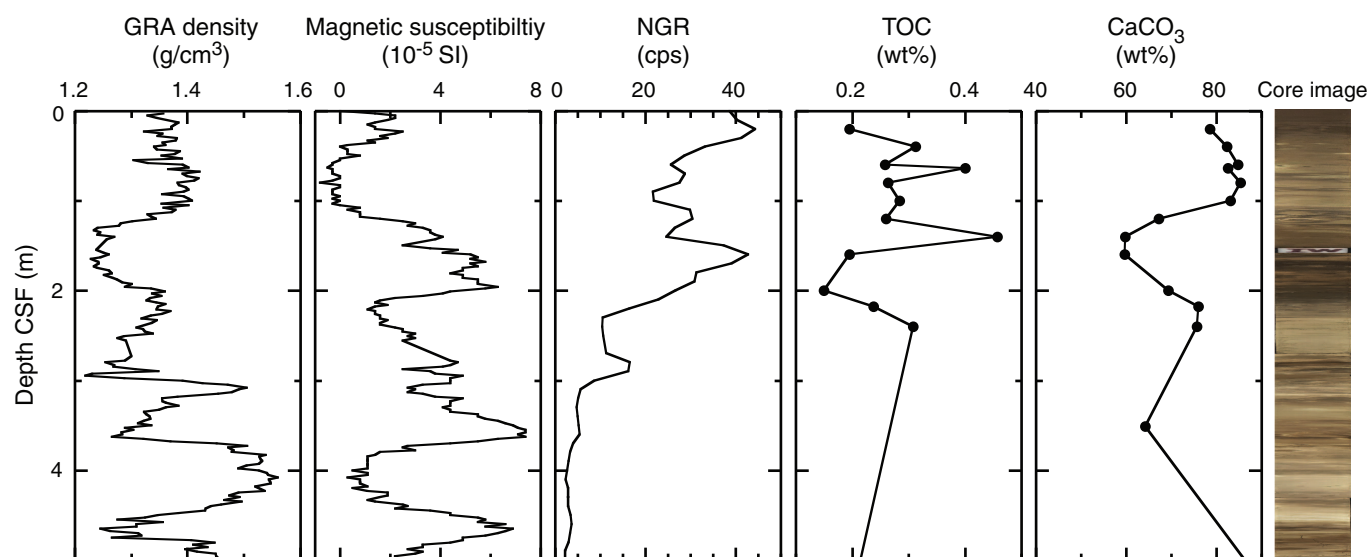 GRA density
(g/cm3)
Magnetic susceptibiltiy
(10-5 SI)
NGR
(cps)
TOC
(wt%)
CaCO3
(wt%)
1.2 1.4 1.6
0 4 8
0 20 40
0.2 0.4
40 60 80
Core image
0
2
4
Depth CSF (m)